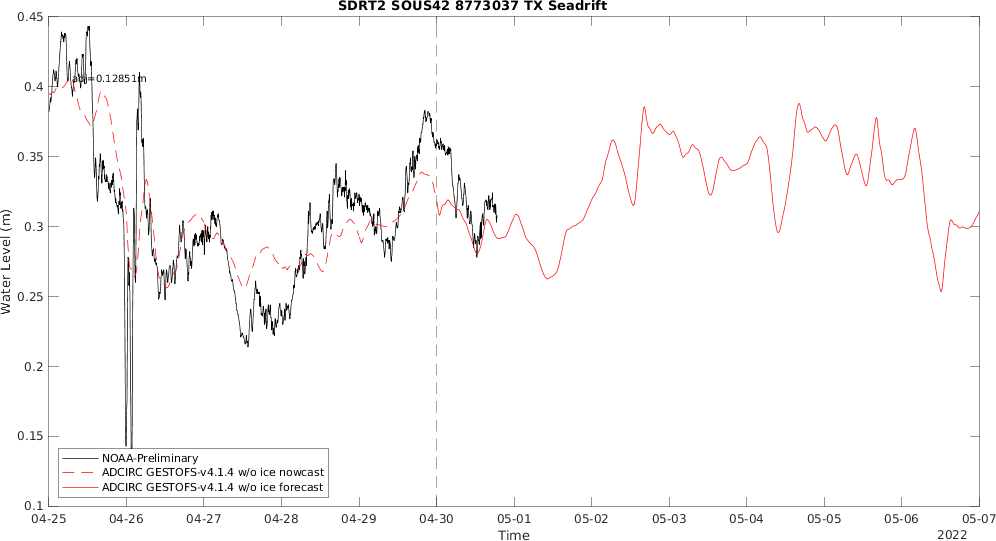 SDRT2 SOUS42 8773037 TX Seadrift
0.45
0.4
0.35
0.3
0.25
0.2
0.15
0.1
Water Level (m)
=0.12851m
NOAA-Preliminary
ADCIRC GESTOFS-v4.1.4 w/o ice nowcast
ADCIRC GESTOFS-v4.1.4 w/o ice forecast
04-25 04-26 04-27 04-28 04-29 04-30 05-01 05-02 05-03 05-04 05-05 05-06 05-07
Time
2022